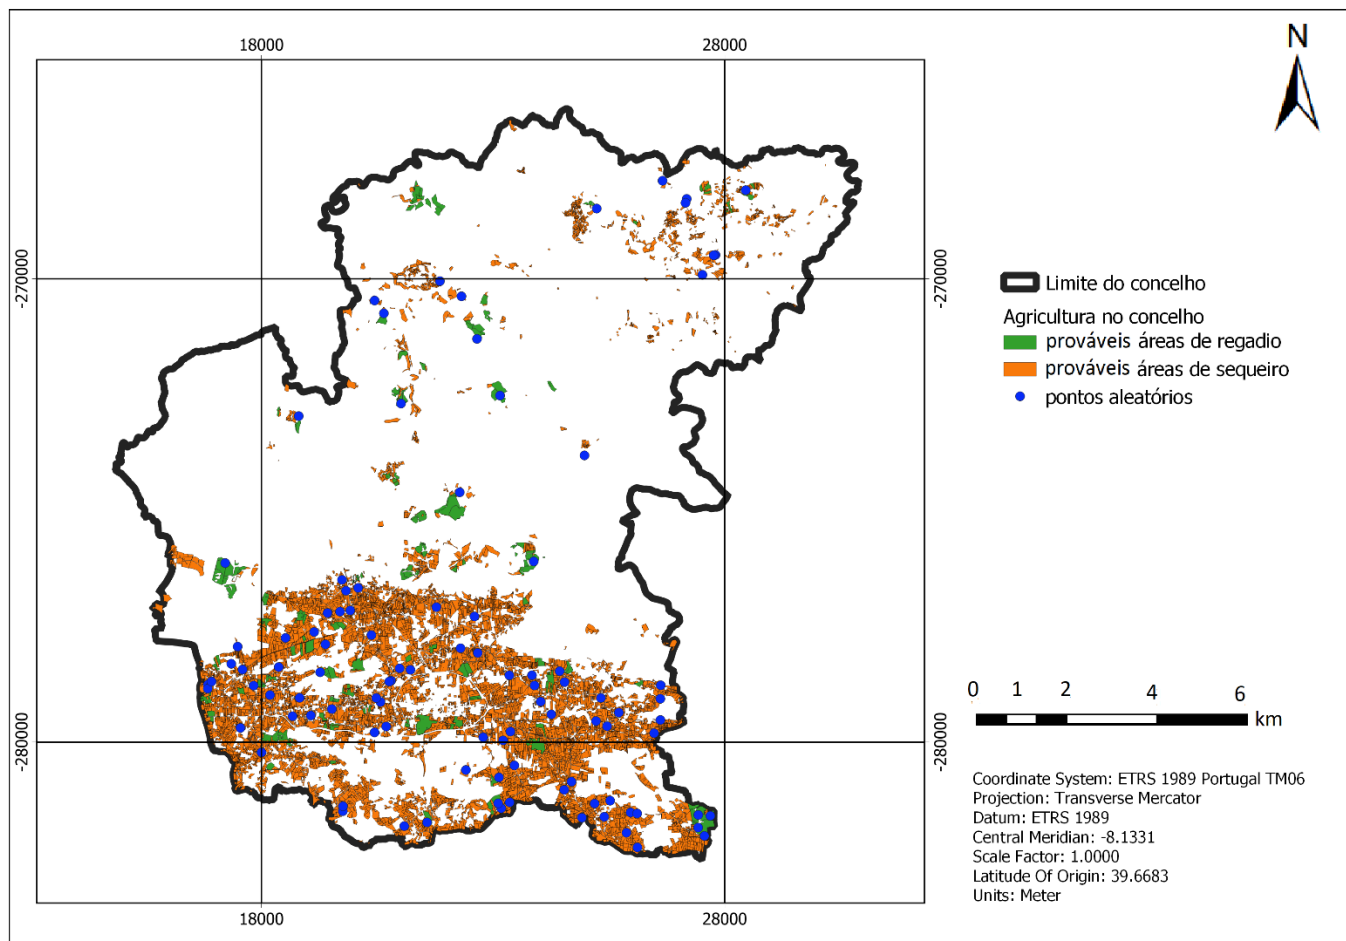 18000
28000
N
-270000
-270000
Limite do concelho
Agricultura no concelho
prováveis áreas de regadio
prováveis áreas de sequeiro
pontos aleatórios
0 1 2 4 6
km
-280000
-280000
Coordinate System: ETRS 1989 Portugal TM06
Projection: Transverse Mercator
Datum: ETRS 1989
Central Meridian: -8.1331
Scale Factor: 1.0000
Latitude Of Origin: 39.6683
Units: Meter
18000
28000